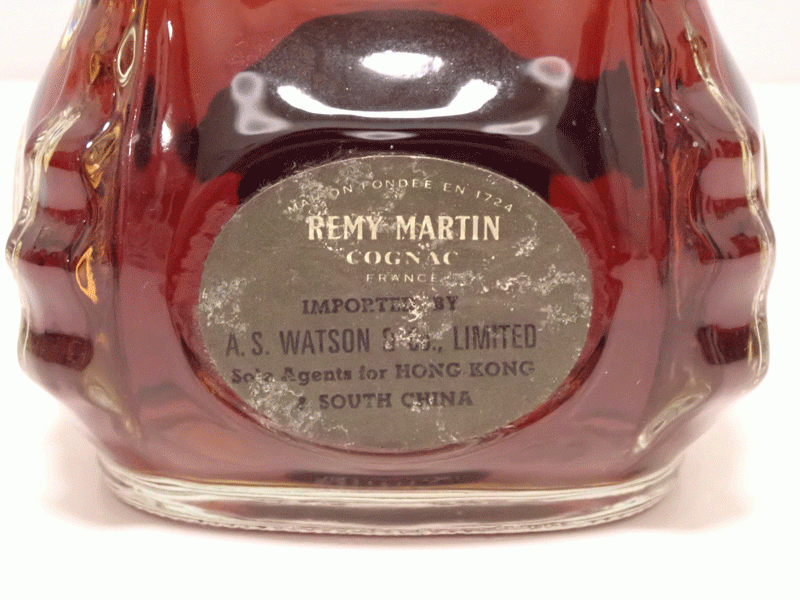 MAISON FONDEE EN 1724
REMY MARTIN
COGNAC
FRANCE
IMPORTED BY
A. S. WATSON & Co., LIMITED
Sole Agents for HONG KONG
& SOUTH CHINA